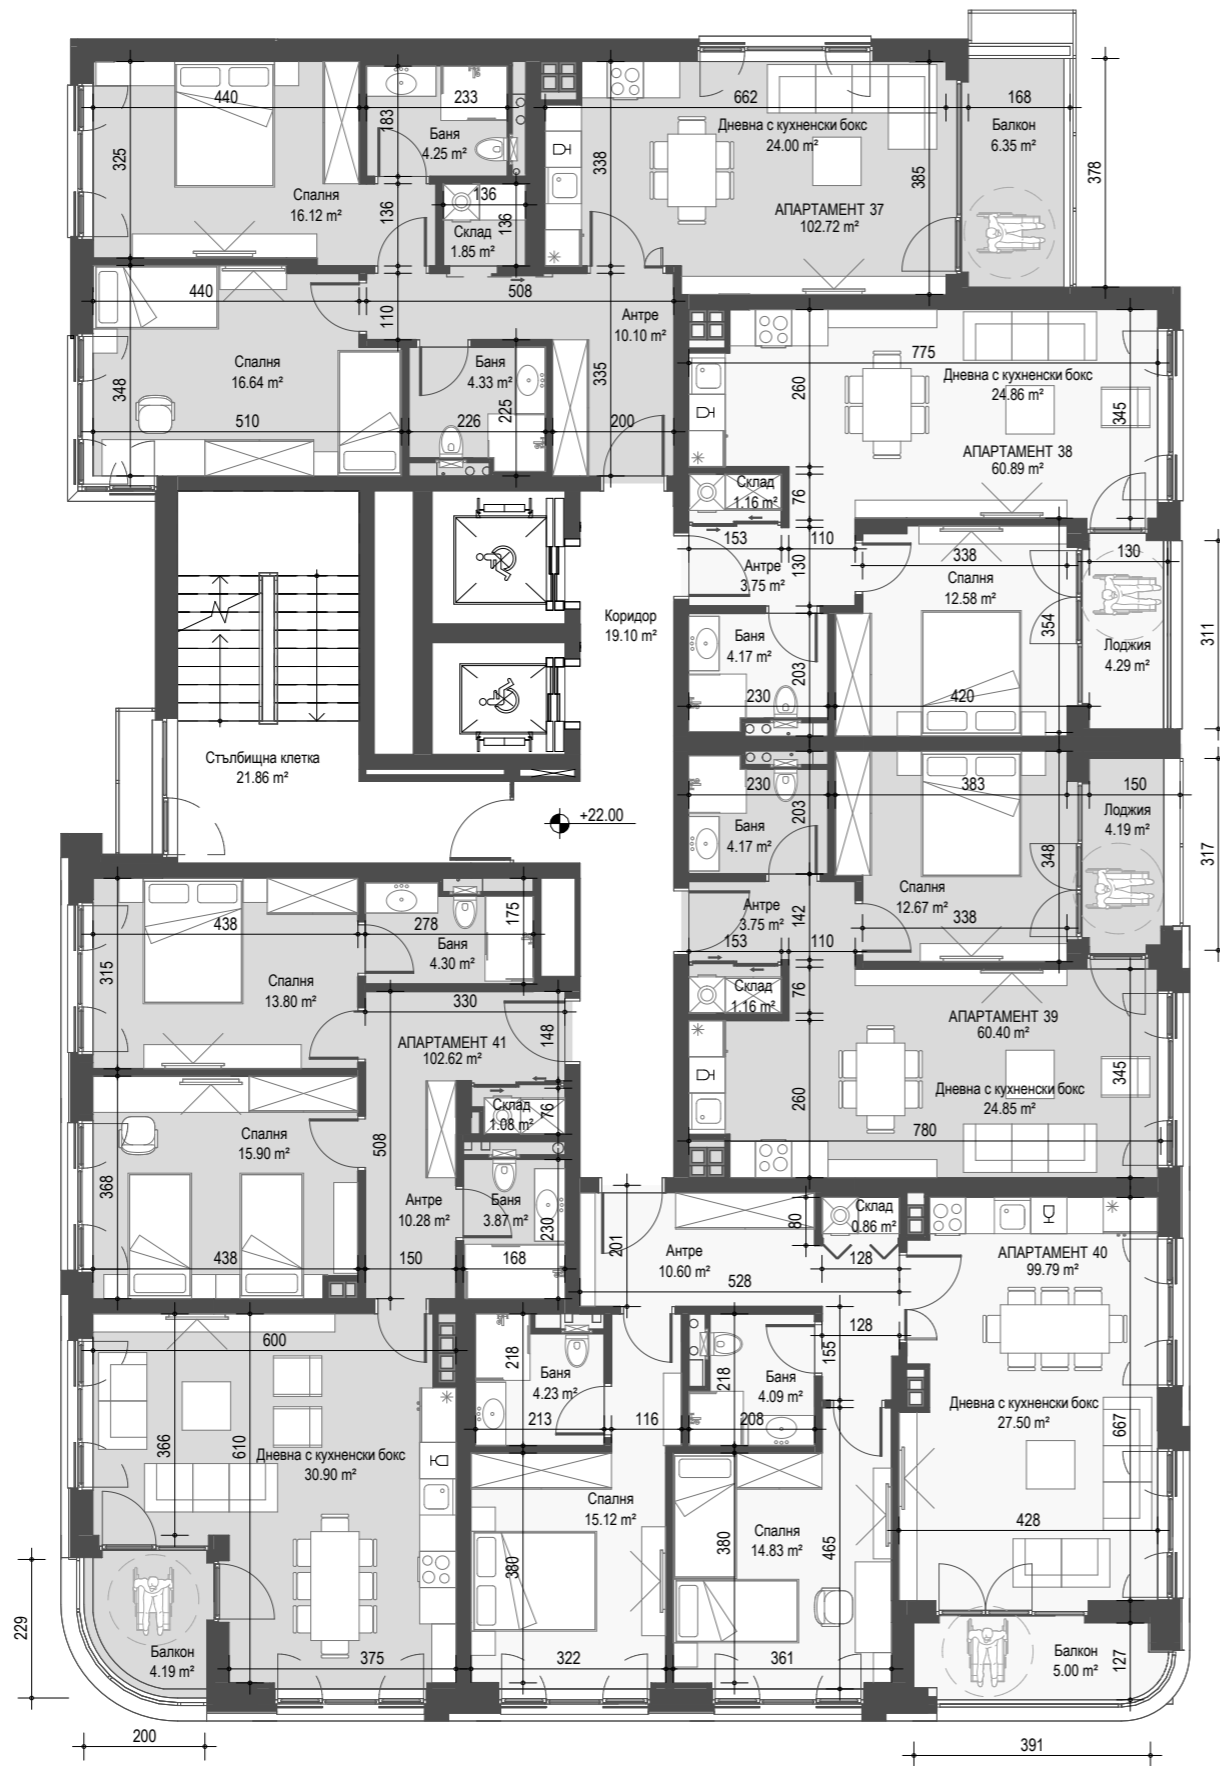 440
233
662
168
183
325
Баня
4.25 m²
Дневна с кухненски бокс
24.00 m²
Балкон
6.35 m²
338
385
378
Спалня
16.12 m²
136
136
136
Склад
1.85 m²
АПАРТАМЕНТ 37
102.72 m²
440
508
110
Антре
10.10 m²
Спалня
16.64 m²
348
Баня
4.33 m²
225
335
510
226
200
775
260
Дневна с кухненски бокс
24.86 m²
345
АПАРТАМЕНТ 38
60.89 m²
Склад
1.16 m²
76
153
110
Антре
3.75 m²
130
338
Спалня
12.58 m²
130
354
311
Коридор
19.10 m²
Баня
4.17 m²
203
Лоджия
4.29 m²
230
420
Стълбищна клетка
21.86 m²
+22.00
230
203
383
150
Баня
4.17 m²
Лоджия
4.19 m²
317
348
Спалня
12.67 m²
Антре
3.75 m²
142
338
153
110
Склад
1.16 m²
76
АПАРТАМЕНТ 39
60.40 m²
260
345
Дневна с кухненски бокс
24.85 m²
780
438
278
175
Баня
4.30 m²
315
Спалня
13.80 m²
330
148
АПАРТАМЕНТ 41
102.62 m²
Склад
1.08 m²
76
Спалня
15.90 m²
508
368
Антре
10.28 m²
Баня
3.87 m²
230
438
150
168
201
80
Склад
0.86 m²
Антре
10.60 m²
128
528
АПАРТАМЕНТ 40
99.79 m²
600
128
155
218
Баня
4.23 m²
218
Баня
4.09 m²
213
116
208
Дневна с кухненски бокс
27.50 m²
667
366
610
Дневна с кухненски бокс
30.90 m²
Спалня
15.12 m²
428
380
380
Спалня
14.83 m²
465
229
Балкон
4.19 m²
375
322
361
Балкон
5.00 m²
127
200
391